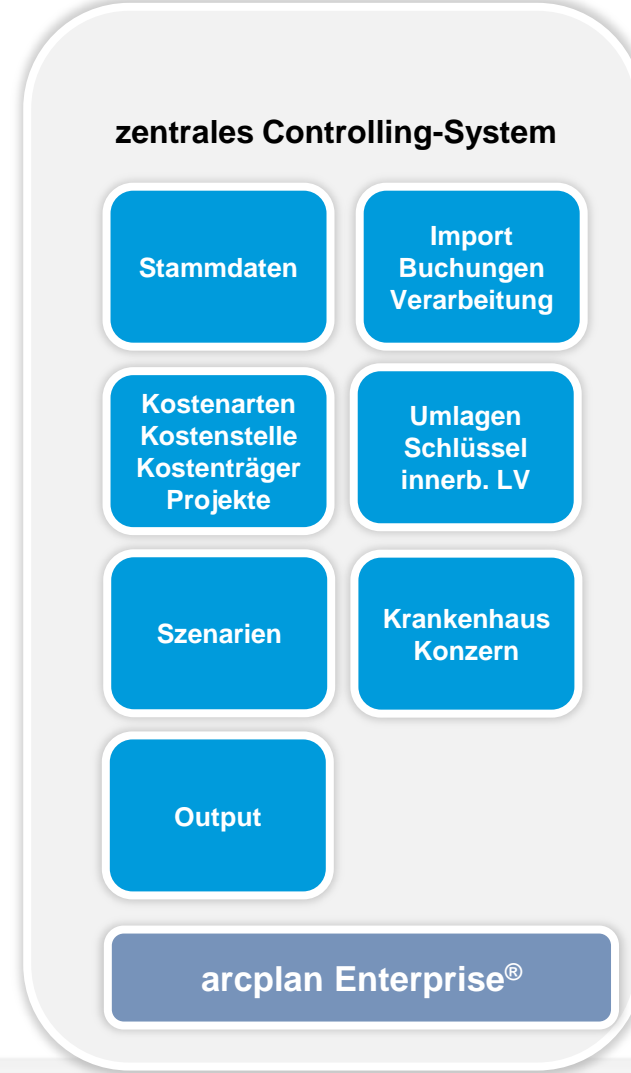 zentrales Controlling-System
Stammdaten
Import
Buchungen
Verarbeitung
Kostenarten
Kostenstelle
Kostenträger
Projekte
Umlagen
Schlüssel
innerb. LV
Szenarien
Krankenhaus
Konzern
Output
arcplan Enterprise®